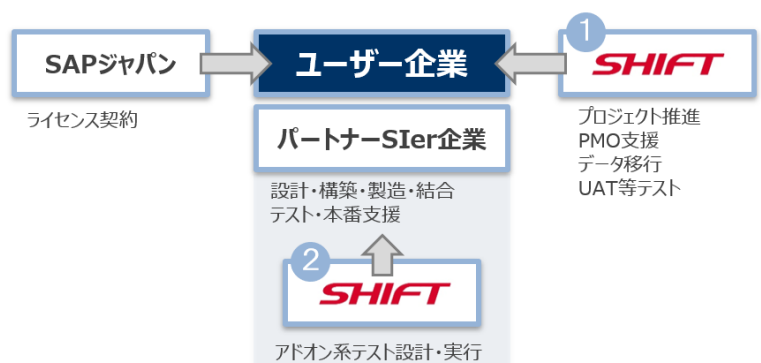 SAPジャパン
ライセンス契約
ユーザー企業
1
SHIFT
プロジェクト推進
PMO支援
データ移行
UAT等テスト
パートナーSIer企業
設計・構築・製造・結合
テスト・本番支援
2
SHIFT
アドオン系テスト設計・実行